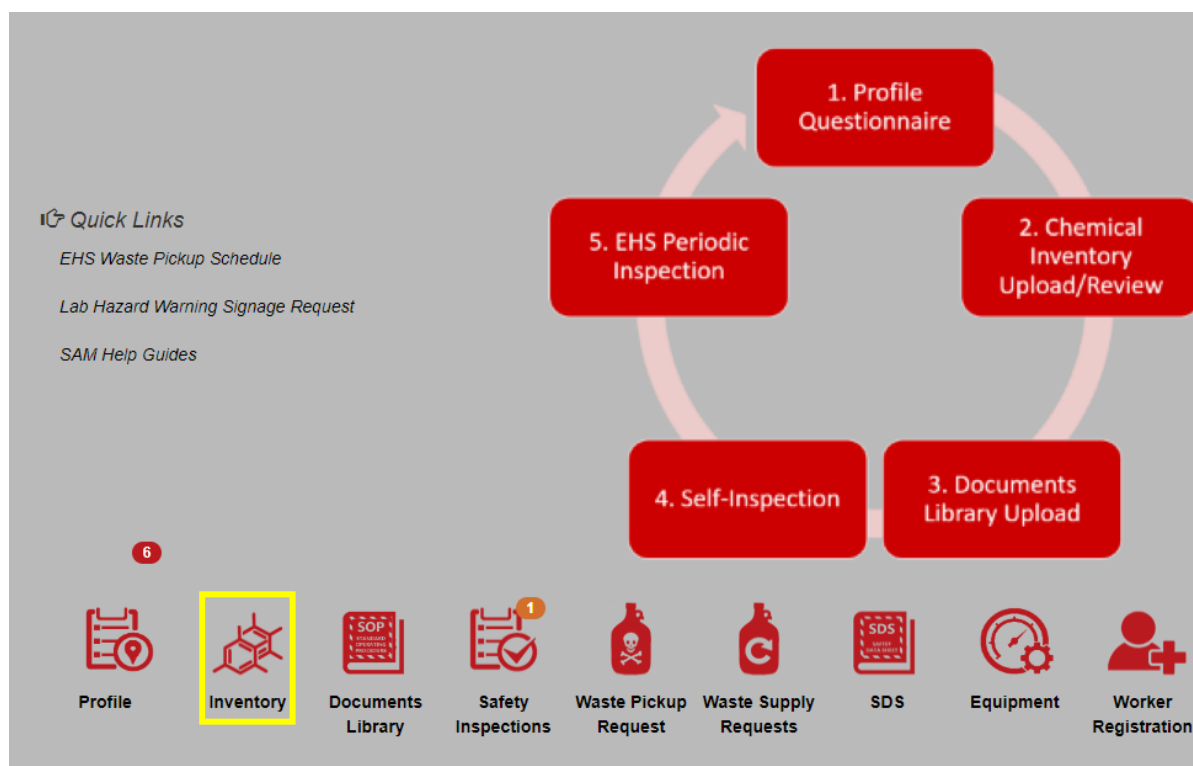 1. Profile
Questionnaire
Quick Links
EHS Waste Pickup Schedule
Lab Hazard Warning Signage Request
SAM Help Guides
5. EHS Periodic
Inspection
2. Chemical
Inventory
Upload/Review
4. Self-Inspection
3. Documents
Library Upload
6
1
SOP
STANDARD
OPERATING
PROCEDURE
SDS
SAFETY
DATA SHEET
Profile
Inventory
Documents
Library
Safety
Inspections
Waste Pickup
Request
Waste Supply
Requests
SDS
Equipment
Worker
Registration